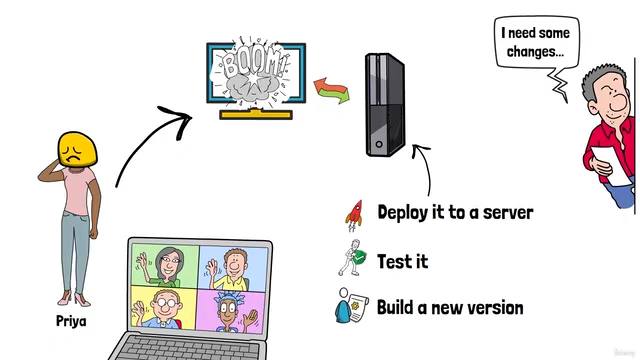 I need some
changes...
BOOM!
Deploy it to a server
Test it
Build a new version
Priya